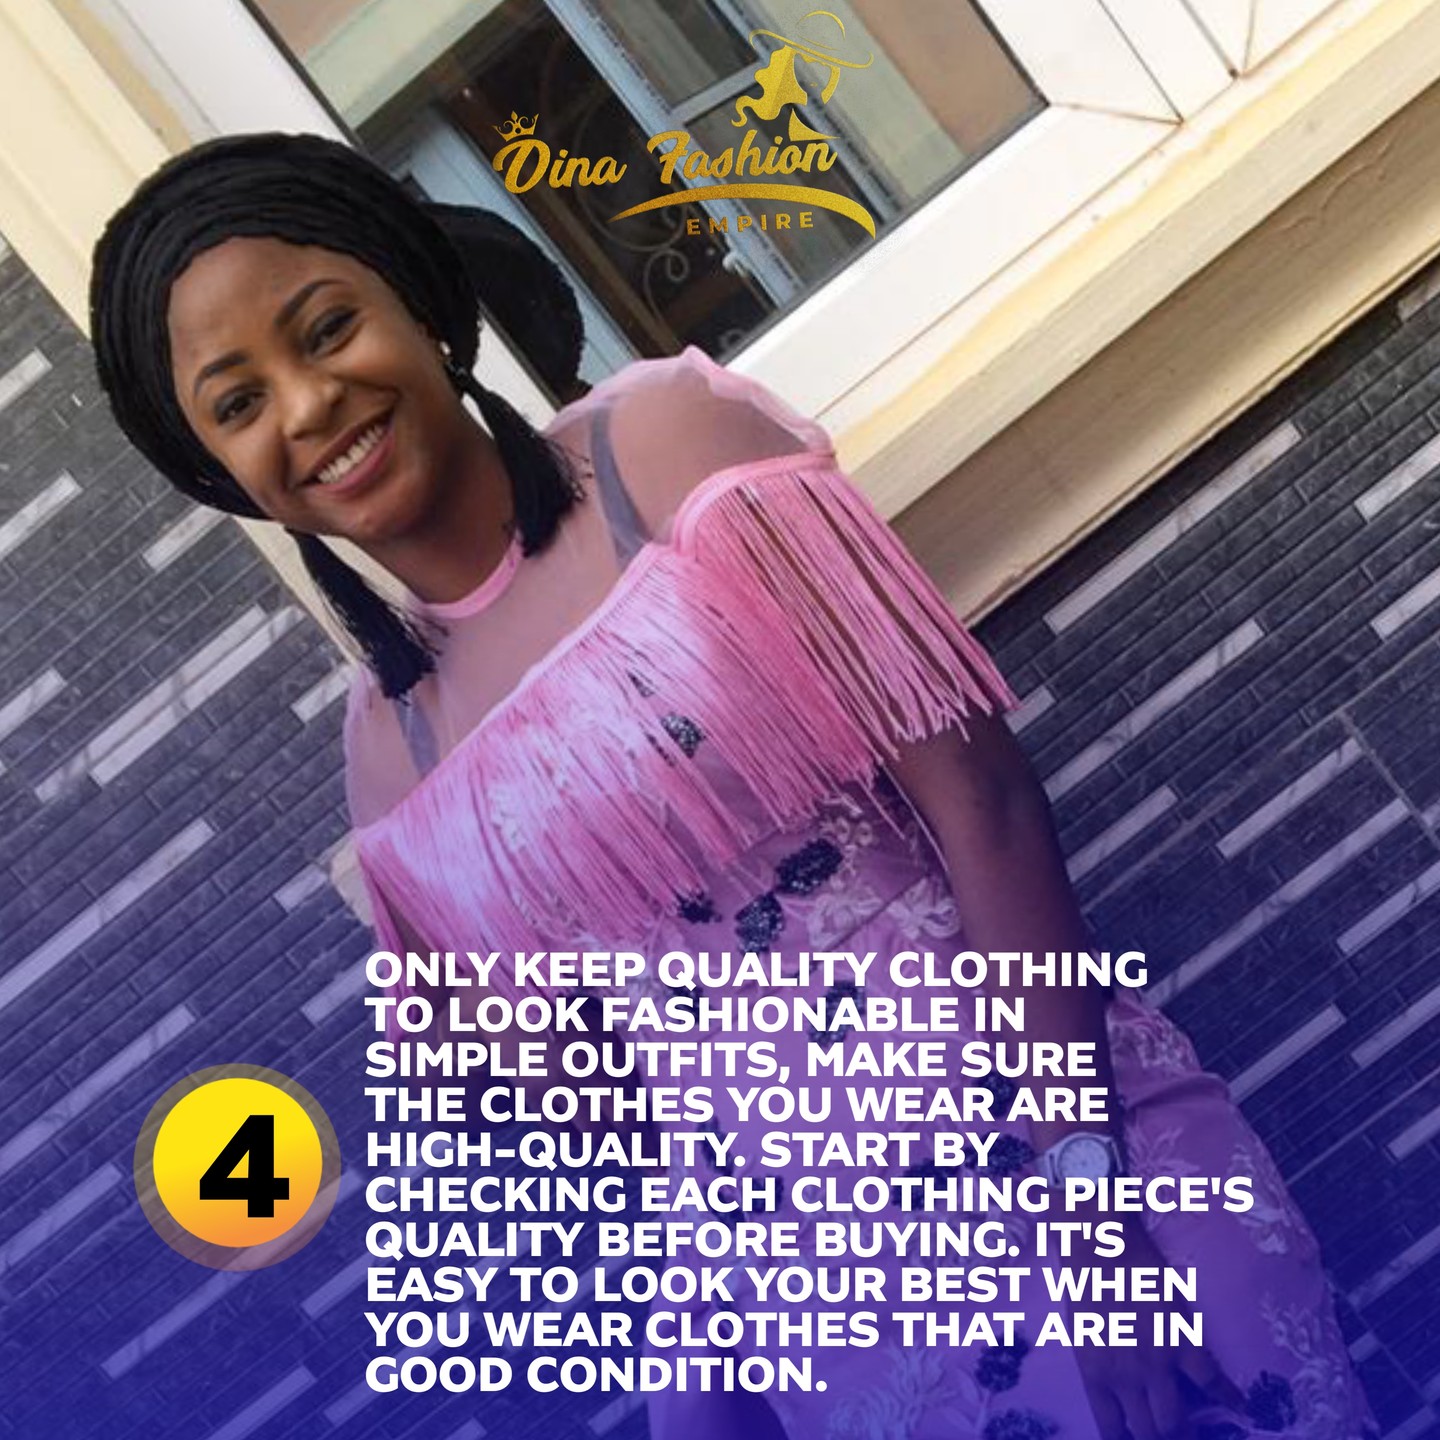 Dina Fashion
EMPIRE
ONLY KEEP QUALITY CLOTHING
TO LOOK FASHIONABLE IN
SIMPLE OUTFITS, MAKE SURE
THE CLOTHES YOU WEAR ARE
HIGH-QUALITY. START BY
CHECKING EACH CLOTHING PIECE'S
QUALITY BEFORE BUYING. IT'S
EASY TO LOOK YOUR BEST WHEN
YOU WEAR CLOTHES THAT ARE IN
GOOD CONDITION.
4